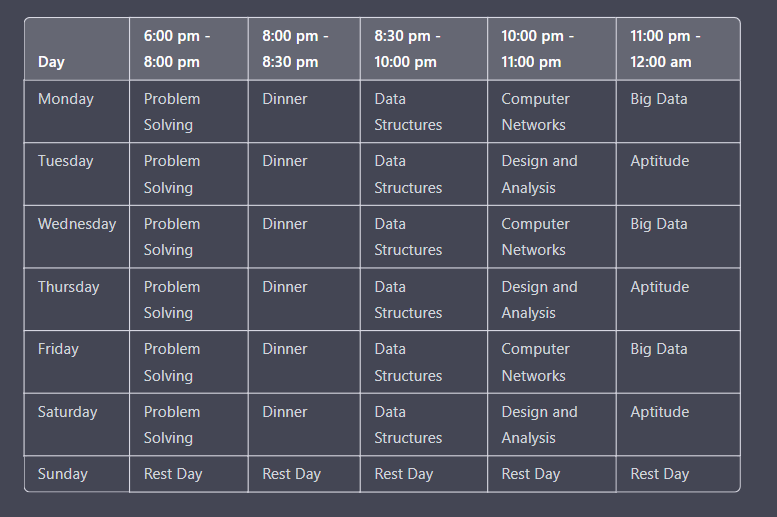 Day 6:00 pm - 8:00 pm 8:00 pm - 8:30 pm 8:30 pm - 10:00 pm 10:00 pm - 11:00 pm 11:00 pm - 12:00 am
Monday Problem Solving Dinner Data Structures Computer Networks Big Data
Tuesday Problem Solving Dinner Data Structures Design and Analysis Aptitude
Wednesday Problem Solving Dinner Data Structures Computer Networks Big Data
Thursday Problem Solving Dinner Data Structures Design and Analysis Aptitude
Friday Problem Solving Dinner Data Structures Computer Networks Big Data
Saturday Problem Solving Dinner Data Structures Design and Analysis Aptitude
Sunday Rest Day Rest Day Rest Day Rest Day Rest Day